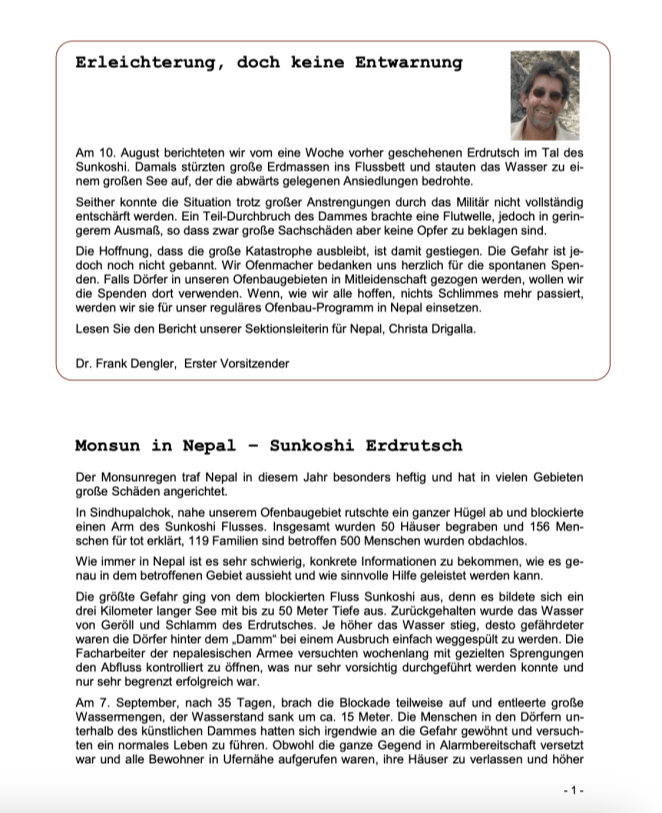 Erleichterung, doch keine Entwarnung
Am 10. August berichteten wir vom eine Woche vorher geschehenen Erdrutsch im Tal des
Sunkoshi. Damals stürzten große Erdmassen ins Flussbett und stauten das Wasser zu ei-
nem großen See auf, der die abwärts gelegenen Ansiedlungen bedrohte.
Seither konnte die Situation trotz großer Anstrengungen durch das Militär nicht vollständig
entschärft werden. Ein Teil-Durchbruch des Dammes brachte eine Flutwelle, jedoch in gerin-
gerem Ausmaß, so dass zwar große Sachschäden aber keine Opfer zu beklagen sind.
Die Hoffnung, dass die große Katastrophe ausbleibt, ist damit gestiegen. Die Gefahr ist je-
doch noch nicht gebannt. Wir Ofenmacher bedanken uns herzlich für die spontanen Spen-
den. Falls Dörfer in unseren Ofenbaugebieten in Mitleidenschaft gezogen werden, wollen wir
die Spenden dort verwenden. Wenn, wie wir alle hoffen, nichts Schlimmes mehr passiert,
werden wir sie für unser reguläres Ofenbau-Programm in Nepal einsetzen.
Lesen Sie den Bericht unserer Sektionsleiterin für Nepal, Christa Drigalla.
Dr. Frank Dengler, Erster Vorsitzender
Monsun in Nepal – Sunkoshi Erdrutsch
Der Monsunregen traf Nepal in diesem Jahr besonders heftig und hat in vielen Gebieten
große Schäden angerichtet.
In Sindhupalchok, nahe unserem Ofenbaugebiet rutschte ein ganzer Hügel ab und blockierte
einen Arm des Sunkoshi Flusses. Insgesamt wurden 50 Häuser begraben und 156 Men-
schen für tot erklärt, 119 Familien sind betroffen 500 Menschen wurden obdachlos.
Wie immer in Nepal ist es sehr schwierig, konkrete Informationen zu bekommen, wie es ge-
nau in dem betroffenen Gebiet aussieht und wie sinnvolle Hilfe geleistet werden kann.
Die größte Gefahr ging von dem blockierten Fluss Sunkoshi aus, denn es bildete sich ein
drei Kilometer langer See mit bis zu 50 Meter Tiefe aus. Zurückgehalten wurde das Wasser
von Geröll und Schlamm des Erdrutsches. Je höher das Wasser stieg, desto gefährdeter
waren die Dörfer hinter dem „Damm“ bei einem Ausbruch einfach weggespült zu werden. Die
Facharbeiter der nepalesischen Armee versuchten wochenlang mit gezielten Sprengungen
den Abfluss kontrolliert zu öffnen, was nur sehr vorsichtig durchgeführt werden konnte und
nur sehr begrenzt erfolgreich war.
Am 7. September, nach 35 Tagen, brach die Blockade teilweise auf und entleerte große
Wassermengen, der Wasserstand sank um ca. 15 Meter. Die Menschen in den Dörfern un-
terhalb des künstlichen Dammes hatten sich irgendwie an die Gefahr gewöhnt und versuch-
ten ein normales Leben zu führen. Obwohl die ganze Gegend in Alarmbereitschaft versetzt
war und alle Bewohner in Ufernähe aufgerufen waren, ihre Häuser zu verlassen und höher
- 1 -